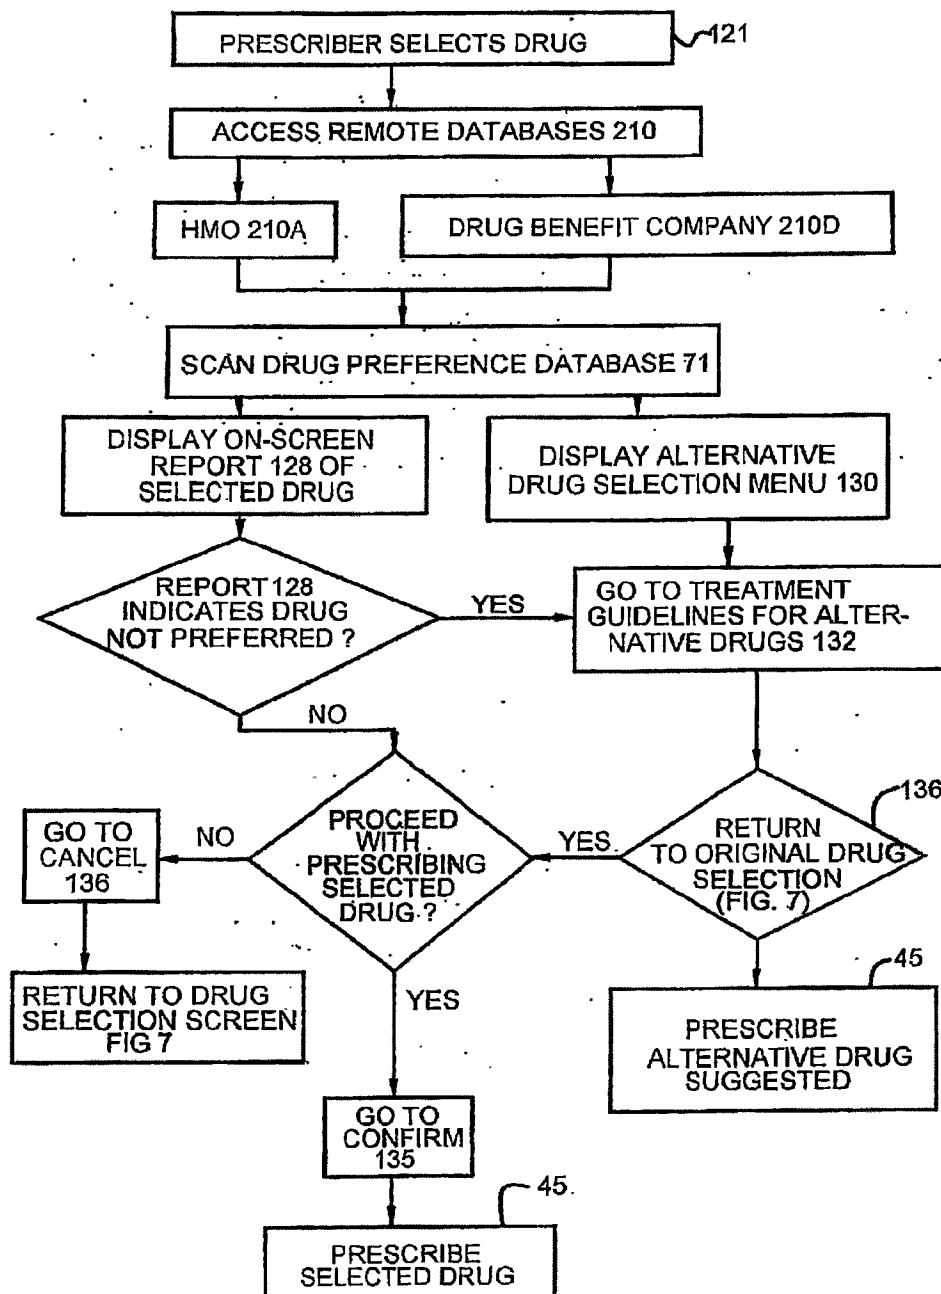 PRESCRIBER SELECTS DRUG
121
ACCESS REMOTE DATABASES 210
HMO 210A
DRUG BENEFIT COMPANY 210D
SCAN DRUG PREFERENCE DATABASE 71
DISPLAY ON-SCREEN
REPORT 128 OF
SELECTED DRUG
DISPLAY ALTERNATIVE
DRUG SELECTION MENU 130
REPORT 128
INDICATES DRUG
NOT PREFERRED ?
YES
GO TO TREATMENT
GUIDELINES FOR ALTER-
NATIVE DRUGS 132
NO
136
GO TO
CANCEL
136
NO
PROCEED
WITH
PRESCRIBING
SELECTED
DRUG ?
YES
RETURN
TO ORIGINAL DRUG
SELECTION
(FIG. 7)
RETURN TO DRUG
SELECTION SCREEN
FIG 7
YES
45
PRESCRIBE
ALTERNATIVE DRUG
SUGGESTED
GO TO
CONFIRM
135
45
PRESCRIBE
SELECTED DRUG